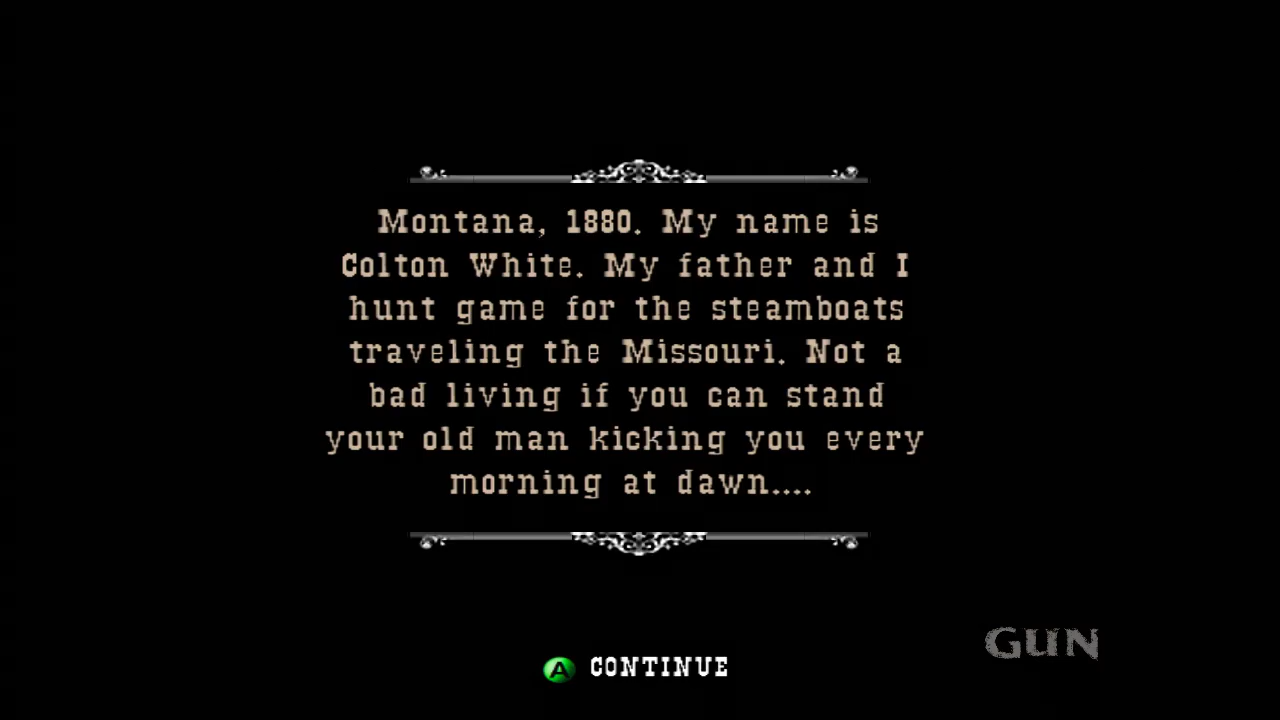 Montana, 1880. My name is
Colton White. My father and I
hunt game for the steamboats
traveling the Missouri. Not a
bad living if you can stand
your old man kicking you every
morning at dawn....
GUN
A CONTINUE